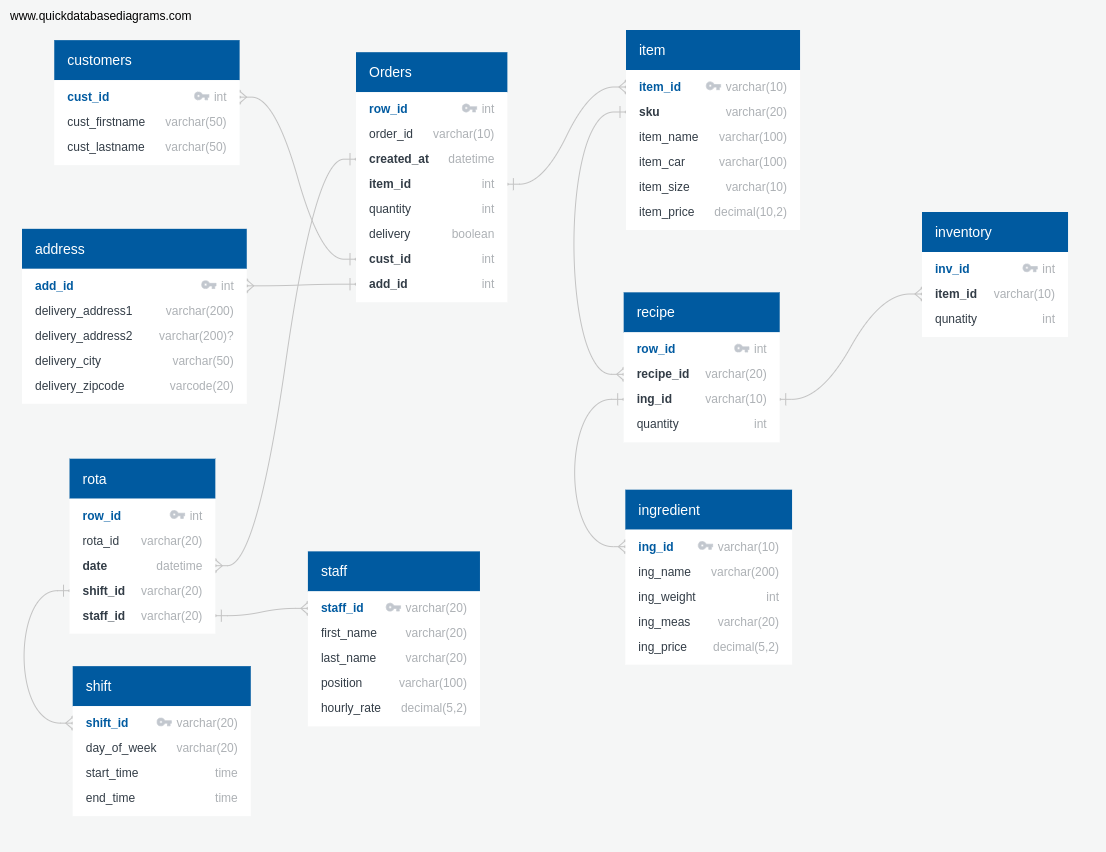 www.quickdatabasediagrams.com
customers
cust_id int
cust_firstname varchar(50)
cust_lastname varchar(50)
Orders
row_id int
order_id varchar(10)
created_at datetime
item_id int
quantity int
delivery boolean
cust_id int
add_id int
item
item_id varchar(10)
sku varchar(20)
item_name varchar(100)
item_car varchar(100)
item_size varchar(10)
item_price decimal(10,2)
address
add_id int
delivery_address1 varchar(200)
delivery_address2 varchar(200)?
delivery_city varchar(50)
delivery_zipcode varcode(20)
inventory
inv_id int
item_id varchar(10)
qunatity int
recipe
row_id int
recipe_id varchar(20)
ing_id varchar(10)
quantity int
rota
row_id int
rota_id varchar(20)
date datetime
shift_id varchar(20)
staff_id varchar(20)
ingredient
ing_id varchar(10)
ing_name varchar(200)
ing_weight int
ing_meas varchar(20)
ing_price decimal(5,2)
staff
staff_id varchar(20)
first_name varchar(20)
last_name varchar(20)
position varchar(100)
hourly_rate decimal(5,2)
shift
shift_id varchar(20)
day_of_week varchar(20)
start_time time
end_time time